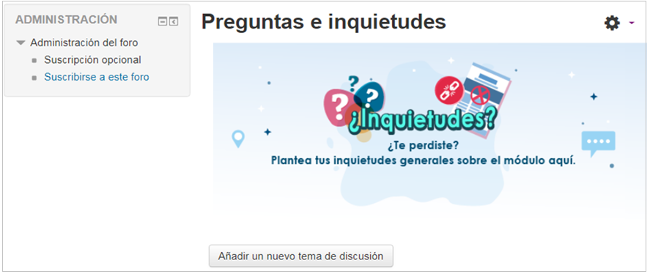 ADMINISTRACIÓN
Administración del foro
Suscripción opcional
Suscribirse a este foro
Preguntas e inquietudes
? ?
¿Inquietudes?
¿Te perdiste?
Plantea tus inquietudes generales sobre el módulo aquí.
Añadir un nuevo tema de discusión